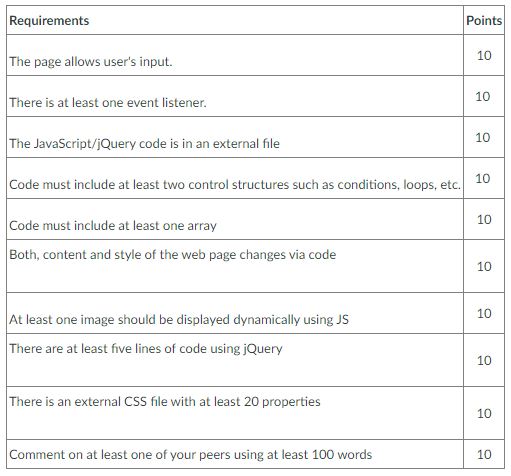 Requirements Points
The page allows user's input. 10
There is at least one event listener. 10
The JavaScript/jQuery code is in an external file 10
Code must include at least two control structures such as conditions, loops, etc. 10
Code must include at least one array 10
Both, content and style of the web page changes via code 10
At least one image should be displayed dynamically using JS 10
There are at least five lines of code using jQuery 10
There is an external CSS file with at least 20 properties 10
Comment on at least one of your peers using at least 100 words 10